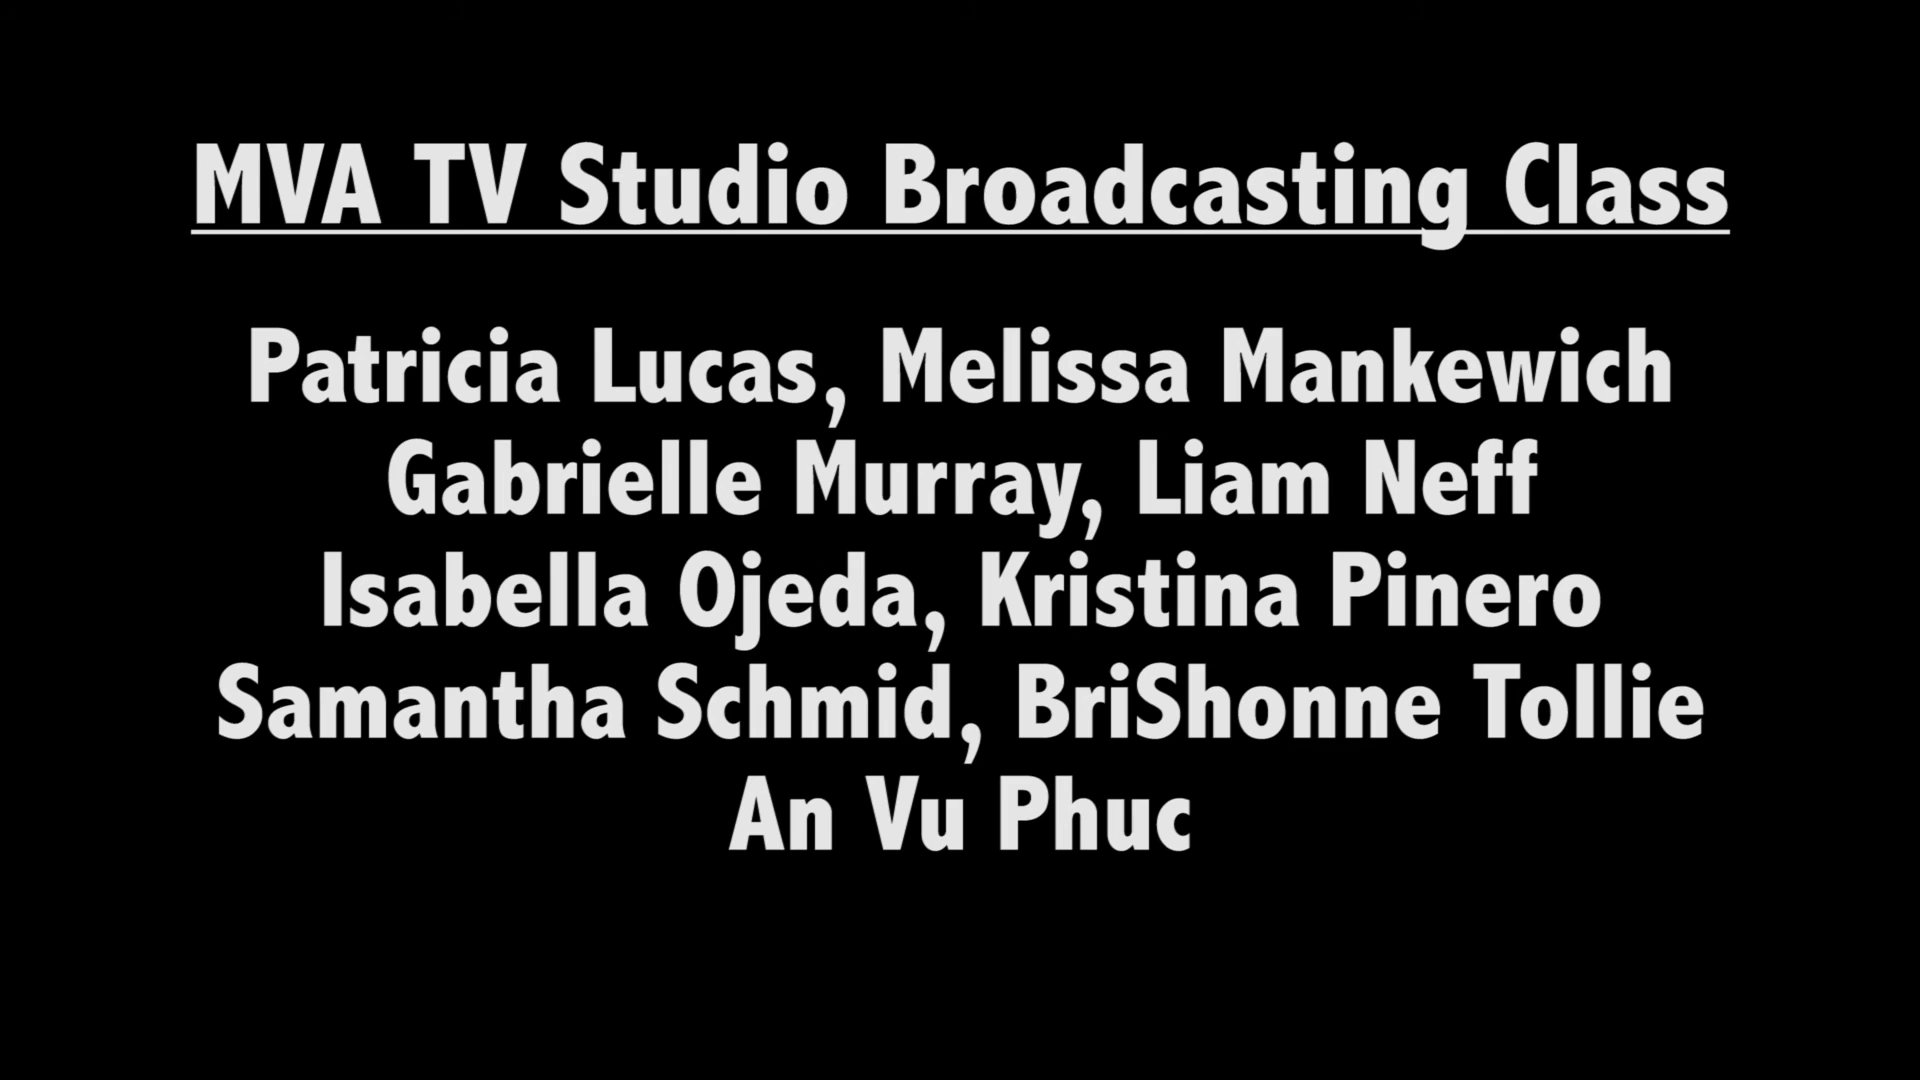 MVA TV Studio Broadcasting Class
Patricia Lucas, Melissa Mankewich
Gabrielle Murray, Liam Neff
Isabella Ojeda, Kristina Pinero
Samantha Schmid, BriShonne Tollie
An Vu Phuc